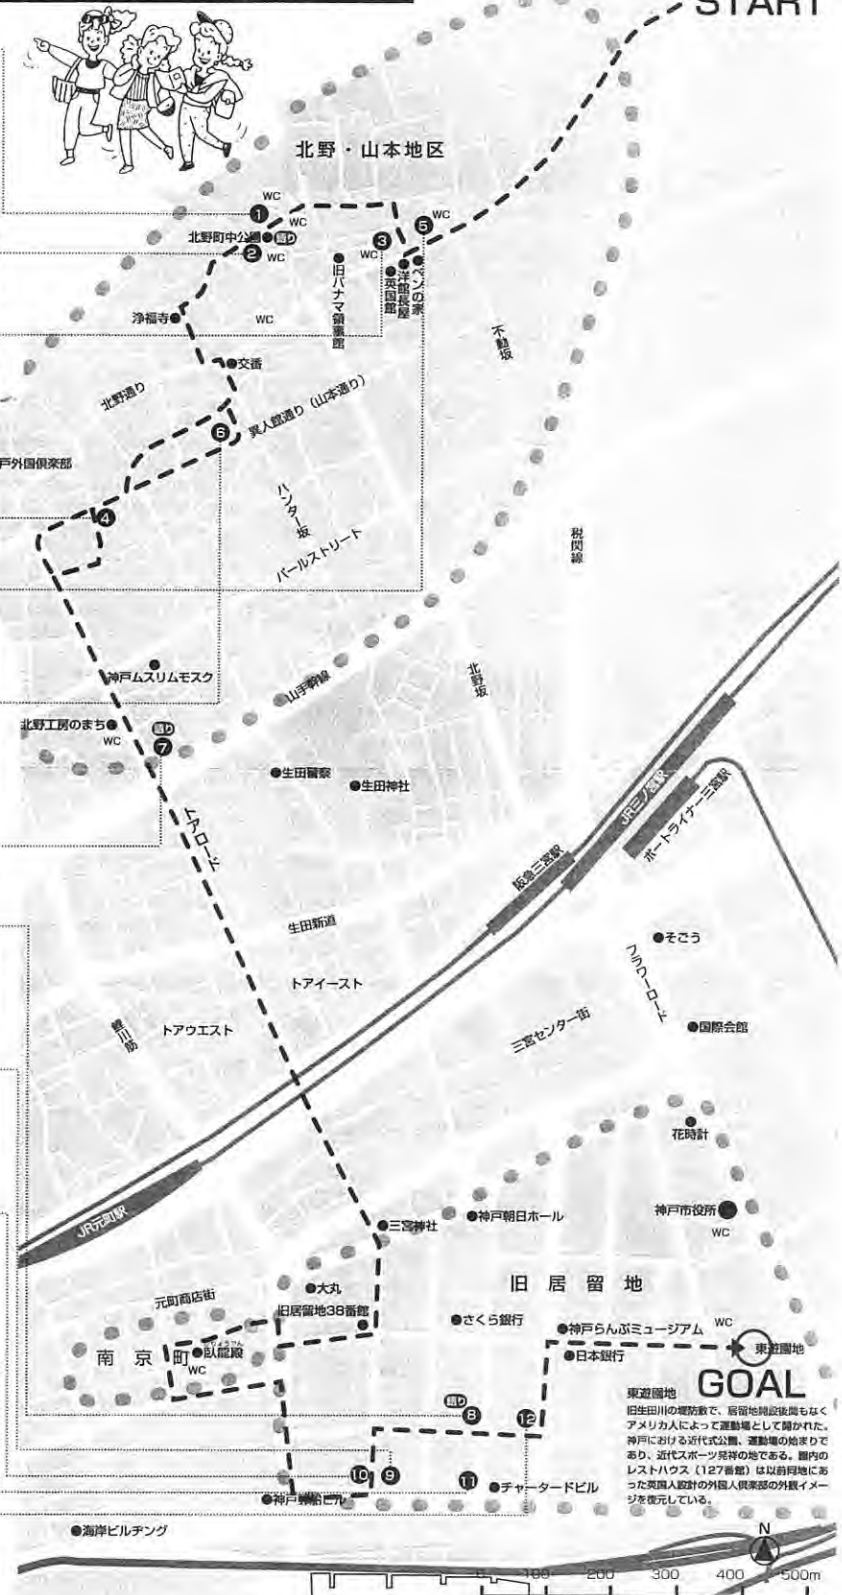 START
北野・山本地区
WC
1
WC
5
WC
北野町中公園
語り
3
2
WC
WC
旧パナマ領事館
英国館
洋館長屋
ベンの家
浄福寺
WC
不動坂
交番
北野通り
異人館通り(山本通り)
6
戸外国倶楽部
ハンター坂
4
パールストリート
税関線
神戸ムスリムモスク
北野坂
山手幹線
北野工房のまち
WC
語り
7
生田警察
生田神社
トアロード
JR三ノ宮駅
ポートライナー三宮駅
阪急三宮駅
生田新道
そごう
フラワーロード
トアイースト
鯉川筋
トアウエスト
三宮センター街
国際会館
花時計
JR元町駅
三宮神社
神戸朝日ホール
神戸市役所
WC
旧居留地
大丸
元町商店街
旧居留地38番館
さくら銀行
神戸らんぷミュージアム
WC
南京町
臥龍殿
WC
日本銀行
東遊園地
GOAL
東遊園地
旧生田川の堤防敷で、居留地開設後間もなく
アメリカ人によって運動場として開かれた。
神戸における近代式公園、運動場の始まりで
あり、近代スポーツ発祥の地である。園内の
レストハウス(127番館)は以前同地にあ
った英国人設計の外国人倶楽部の外観イメー
ジを復元している。
語り
8
12
10
9
11
チャータードビル
神戸郵船ビル
海岸ビルヂング
N
0 100 200 300 400 500m